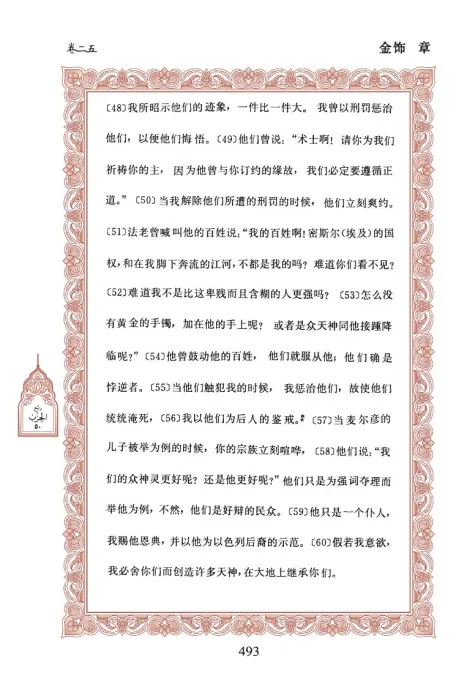 卷二五
金饰 章
〔48〕我所昭示他们的迹象，一件比一件大。我曾以刑罚惩治
他们，以便他们悔悟。〔49〕他们曾说：“术士啊！请你为我们
祈祷你的主，因为他曾与你订约的缘故，我们必定要遵循正
道。”〔50〕当我解除他们所遭的刑罚的时候，他们立刻爽约。
〔51〕法老曾喊叫他的百姓说：“我的百姓啊！密斯尔（埃及）的国
权，和在我脚下奔流的江河，不都是我的吗？难道你们看不见？
〔52〕难道我不是比这卑贱而且含糊的人更强吗？〔53〕怎么没
有黄金的手镯，加在他的手上呢？或者是众天神同他接踵降
临呢？”〔54〕他曾鼓动他的百姓，他们就服从他；他们确是
悖逆者。〔55〕当他们触犯我的时候，我惩治他们，故使他们
统统淹死，〔56〕我以他们为后人的鉴戒。〔57〕当麦尔彦的
儿子被举为例的时候，你的宗族立刻喧哗，〔58〕他们说：“我
们的众神灵更好呢？还是他更好呢？”他们只是为强词夺理而
举他为例，不然，他们是好辩的民众。〔59〕他只是一个仆人，
我赐他恩典，并以他为以色列后裔的示范。〔60〕假若我意欲，
我必舍你们而创造许多天神，在大地上继承你们。
ربع
الحزب
٥٠
493